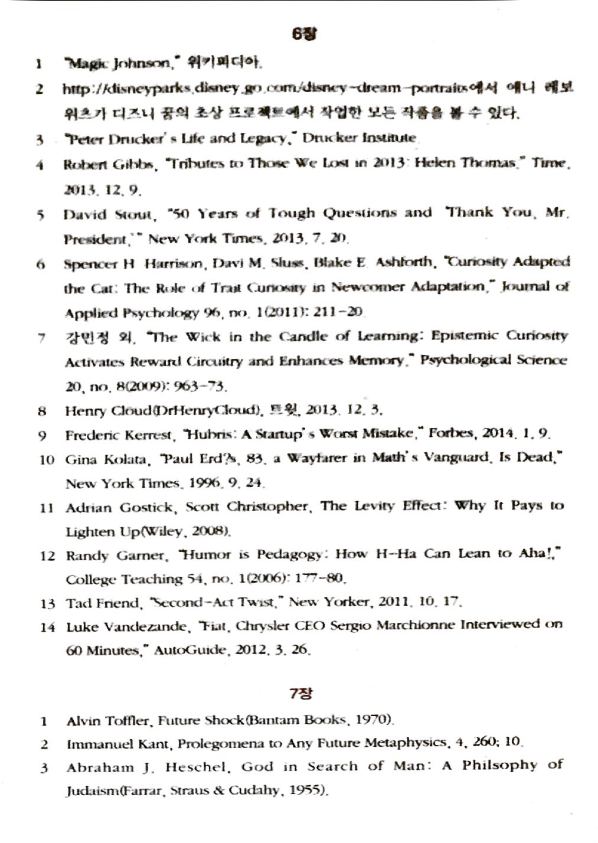 6장
1 "Magic Johnson," 위키피디아.
2 http://disneyparks.disney.go.com/disney-dream-portraits에서 애니 레보
위츠가 디즈니 꿈의 초상 프로젝트에서 작업한 모든 작품을 볼 수 있다.
3 "Peter Drucker's Life and Legacy," Drucker Institute.
4 Robert Gibbs, "Tributes to Those We Lost in 2013: Helen Thomas," Time,
2013. 12. 9.
5 David Stout, "50 Years of Tough Questions and 'Thank You, Mr.
President,'" New York Times, 2013. 7. 20.
6 Spencer H. Harrison, Davi M. Sluss, Blake E. Ashforth, "Curiosity Adapted
the Cat: The Role of Trait Curiosity in Newcomer Adaptation," Journal of
Applied Psychology 96, no. 1(2011): 211-20.
7 강민정 외, "The Wick in the Candle of Learning: Epistemic Curiosity
Activates Reward Circuitry and Enhances Memory," Psychological Science
20, no. 8(2009): 963-73.
8 Henry Cloud(DrHenryCloud), 트윗, 2013. 12. 3.
9 Frederic Kerrest, "Hubris: A Startup's Worst Mistake," Forbes, 2014. 1. 9.
10 Gina Kolata, "Paul Erd?s, 83, a Wayfarer in Math's Vanguard, Is Dead,"
New York Times, 1996. 9. 24.
11 Adrian Gostick, Scott Christopher, The Levity Effect: Why It Pays to
Lighten Up(Wiley, 2008).
12 Randy Garner, "Humor is Pedagogy: How H-Ha Can Lean to Aha!,"
College Teaching 54, no. 1(2006): 177-80.
13 Tad Friend, "Second-Act Twist," New Yorker, 2011. 10. 17.
14 Luke Vandezande, "Fiat, Chrysler CEO Sergio Marchionne Interviewed on
60 Minutes," AutoGuide, 2012. 3. 26.
7장
1 Alvin Toffler, Future Shock(Bantam Books, 1970).
2 Immanuel Kant, Prolegomena to Any Future Metaphysics, 4, 260; 10.
3 Abraham J. Heschel, God in Search of Man: A Philsophy of
Judaism(Farrar, Straus & Cudahy, 1955).